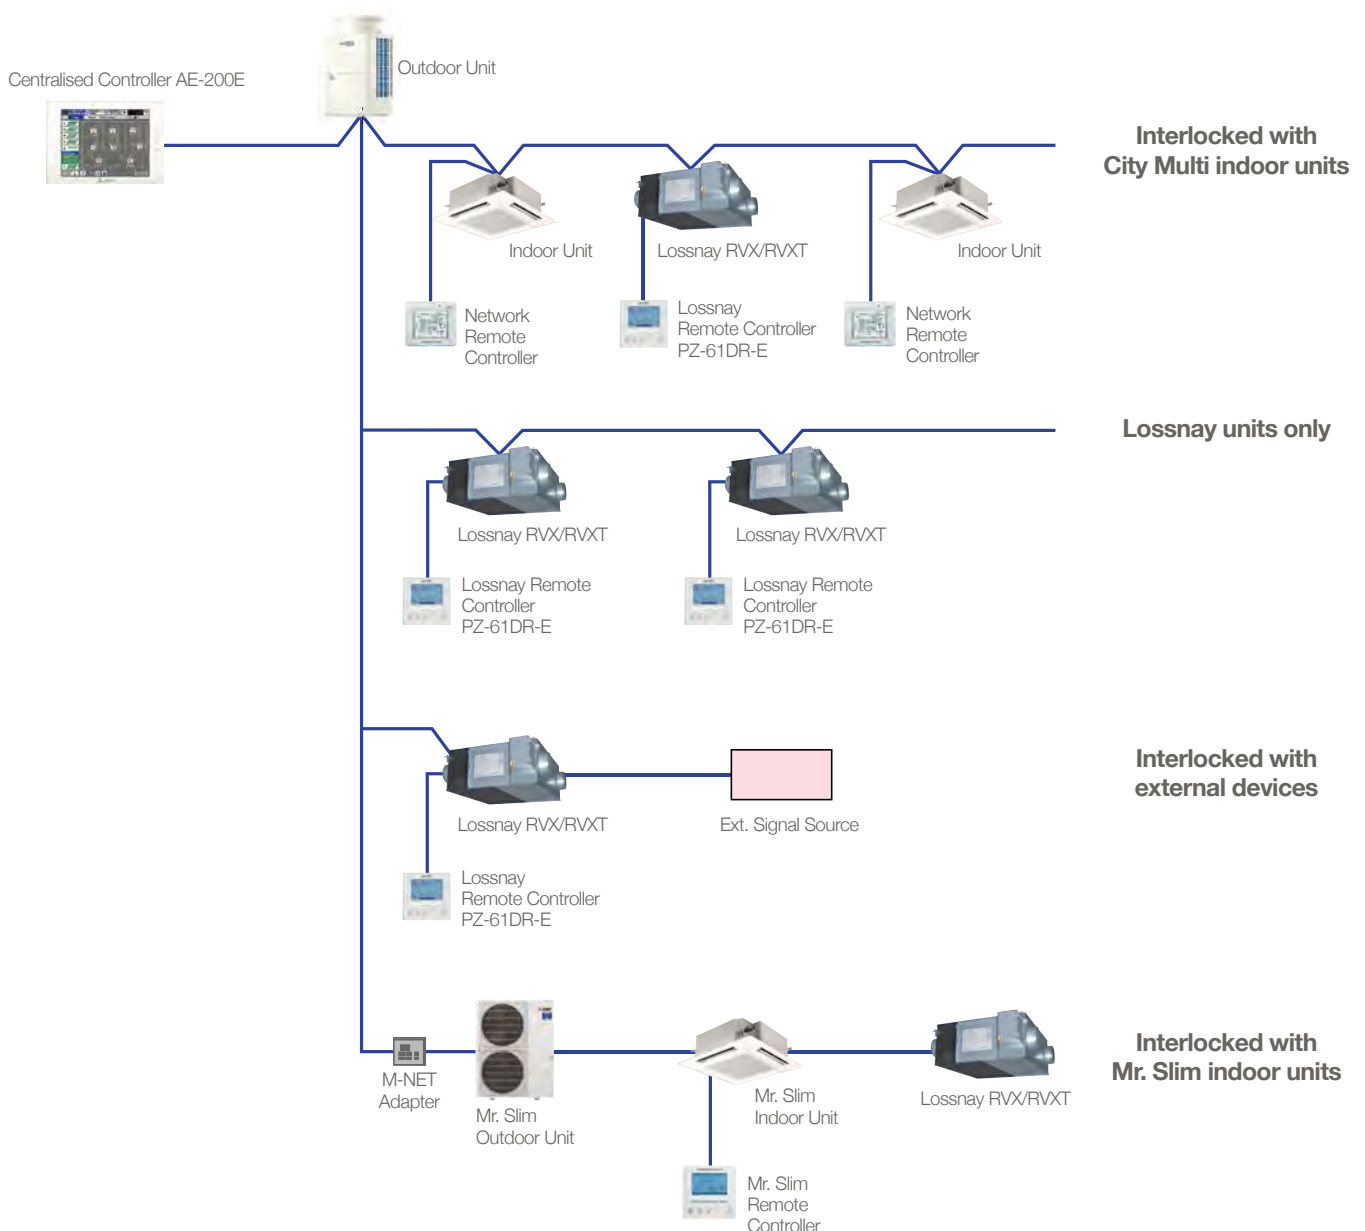 Centralised Controller AE-200E
Outdoor Unit
Interlocked with
City Multi indoor units
Indoor Unit
Lossnay RVX/RVXT
Indoor Unit
Network
Remote
Controller
Lossnay
Remote Controller
PZ-61DR-E
Network
Remote
Controller
Lossnay units only
Lossnay RVX/RVXT
Lossnay RVX/RVXT
Lossnay Remote
Controller
PZ-61DR-E
Lossnay Remote
Controller
PZ-61DR-E
Interlocked with
external devices
Lossnay RVX/RVXT
Ext. Signal Source
Lossnay
Remote Controller
PZ-61DR-E
Interlocked with
Mr. Slim indoor units
M-NET
Adapter
Mr. Slim
Outdoor Unit
Mr. Slim
Indoor Unit
Lossnay RVX/RVXT
Mr. Slim
Remote
Controller